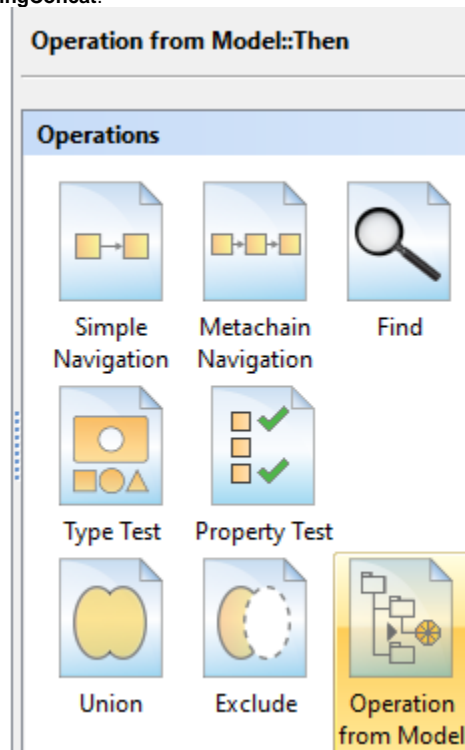 ingConcat.
Operation from Model::Then
Operations
Simple
Navigation
Metachain
Navigation
Find
Type Test
Property Test
Union
Exclude
Operation
from Model